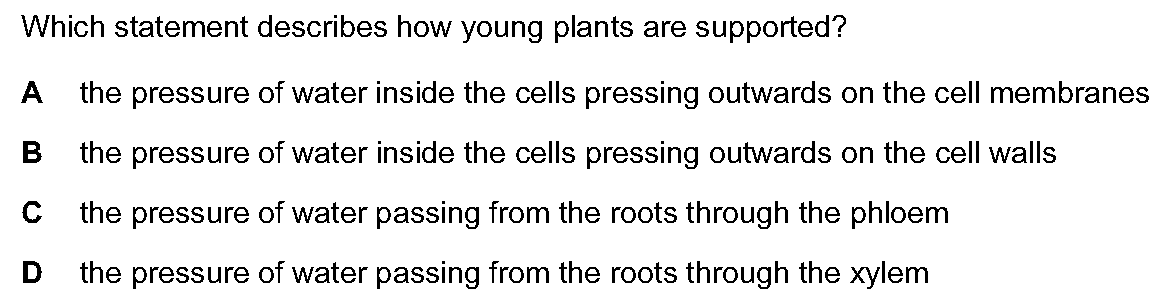 Which statement describes how young plants are supported?
A the pressure of water inside the cells pressing outwards on the cell membranes
B the pressure of water inside the cells pressing outwards on the cell walls
C the pressure of water passing from the roots through the phloem
D the pressure of water passing from the roots through the xylem